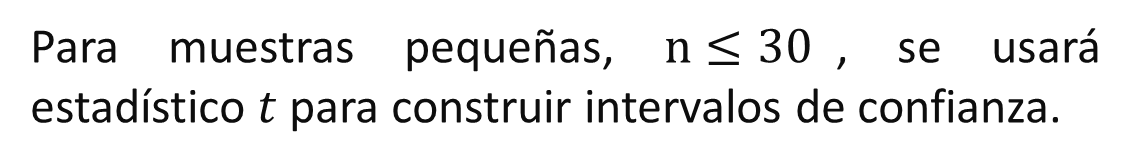 Para muestras pequeñas, n ≤ 30 , se usará
estadístico t para construir intervalos de confianza.